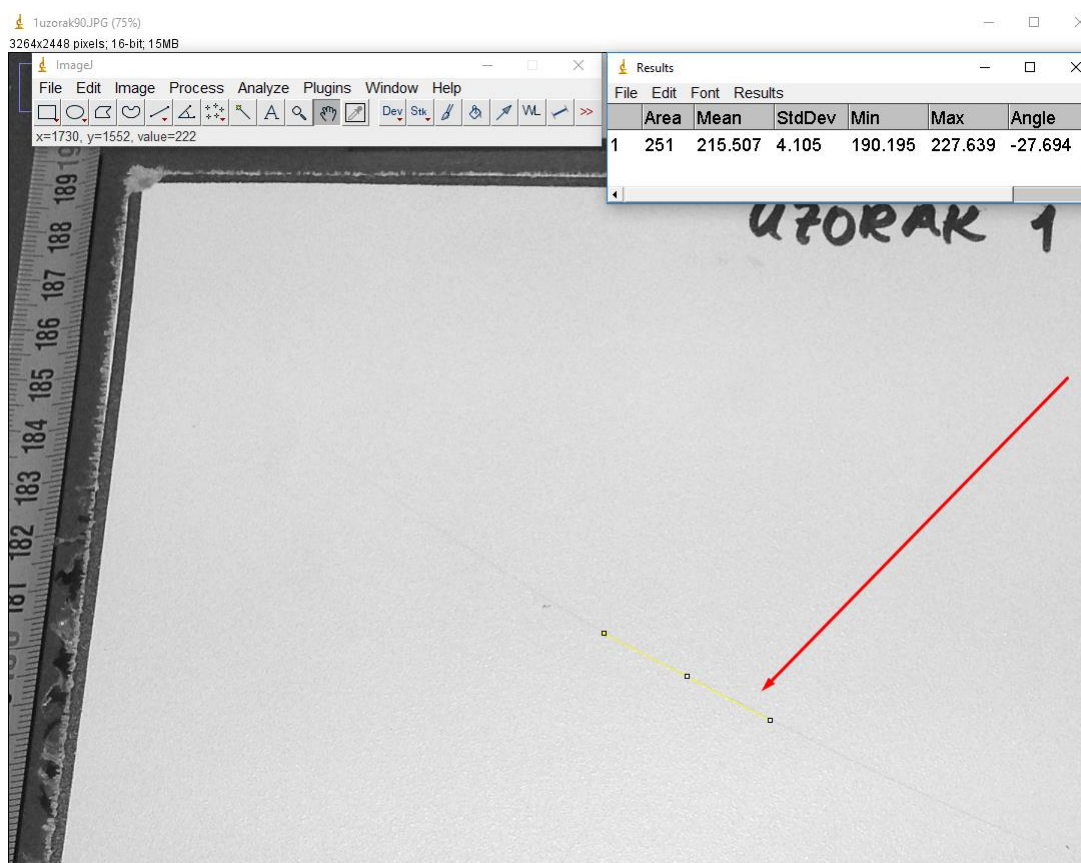 1uzorak90.JPG (75%)
3264x2448 pixels; 16-bit; 15MB
ImageJ
File Edit Image Process Analyze Plugins Window Help
A Dev Stk WL >>
x=1730, y=1552, value=222
Results
File Edit Font Results
Area Mean StdDev Min Max Angle
1 251 215.507 4.105 190.195 227.639 -27.694
UZORAK 1
189
188
187
186
185
184
183
182
181